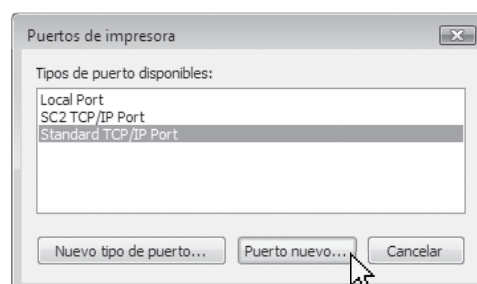 Puertos de impresora
Tipos de puerto disponibles:
Local Port
SC2 TCP/IP Port
Standard TCP/IP Port
Nuevo tipo de puerto... Puerto nuevo... Cancelar